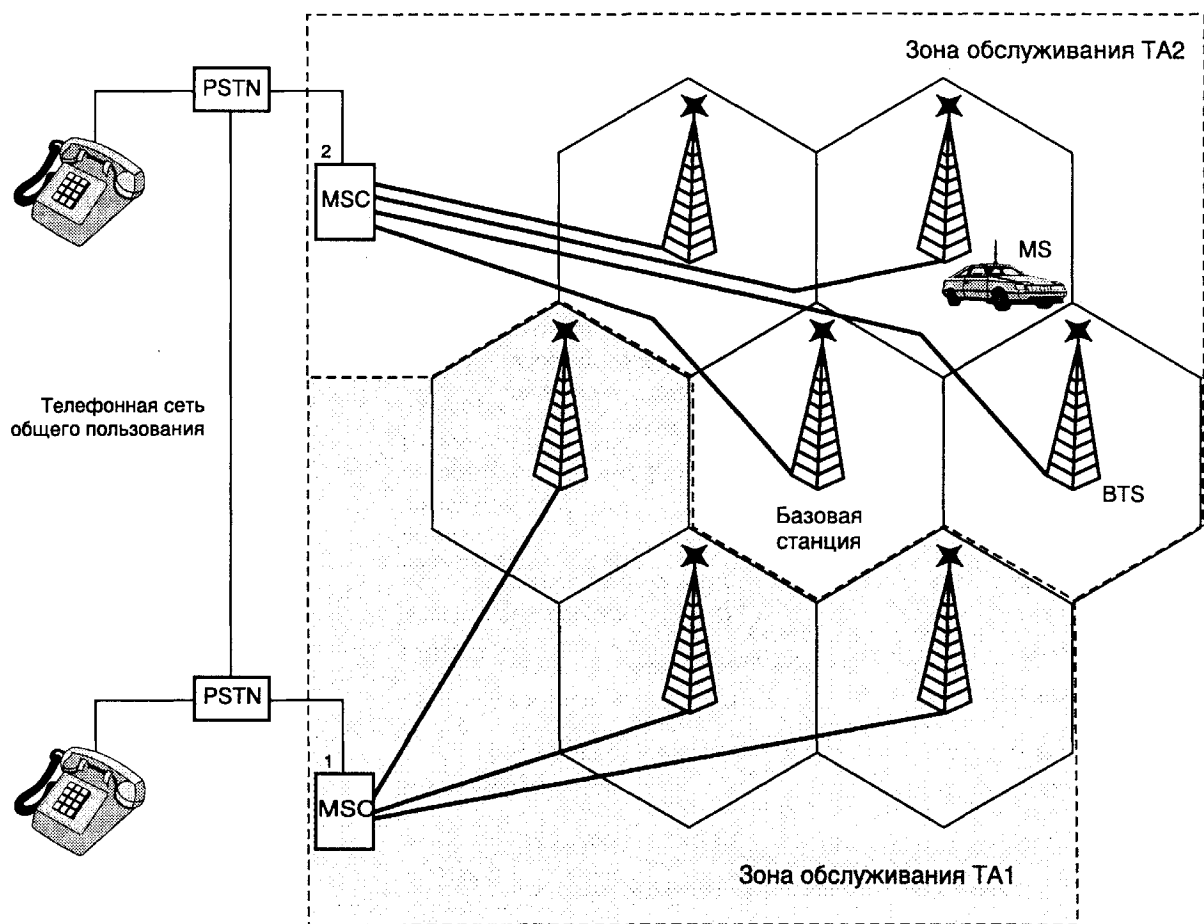 Зона обслуживания TA2
PSTN
2
MSC
MS
Телефонная сеть
общего пользования
Базовая
станция
BTS
PSTN
1
MSC
Зона обслуживания TA1